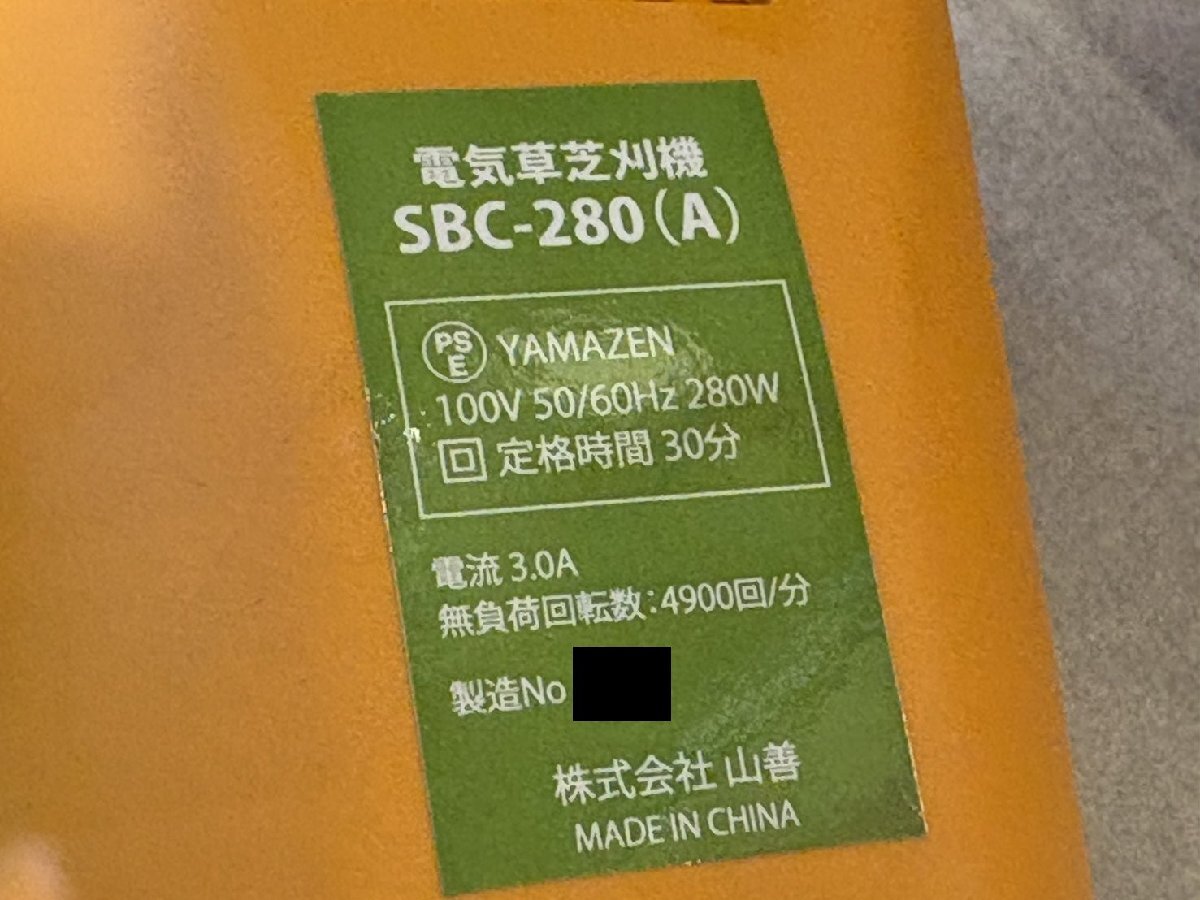 電気草芝刈機
SBC-280(A)
PSE YAMAZEN
100V 50/60Hz 280W
回 定格時間 30分
電流 3.0A
無負荷回転数:4900回/分
製造No
株式会社 山善
MADE IN CHINA